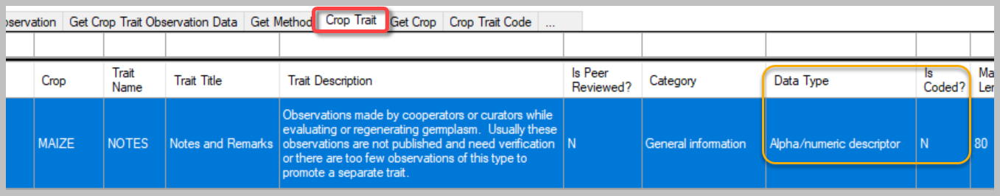 Get Crop Trait Observation Data Get Method Crop Trait Get Crop Crop Trait Code ...
Crop Trait Name Trait Title Trait Description Is Peer Reviewed? Category Data Type Is Coded?
MAIZE NOTES Notes and Remarks
Observations made by cooperators or curators while
evaluating or regenerating germplasm. Usually these
observations are not published and need verification
or there are too few observations of this type to
promote a separate trait.
N General information Alpha/numeric descriptor N 80